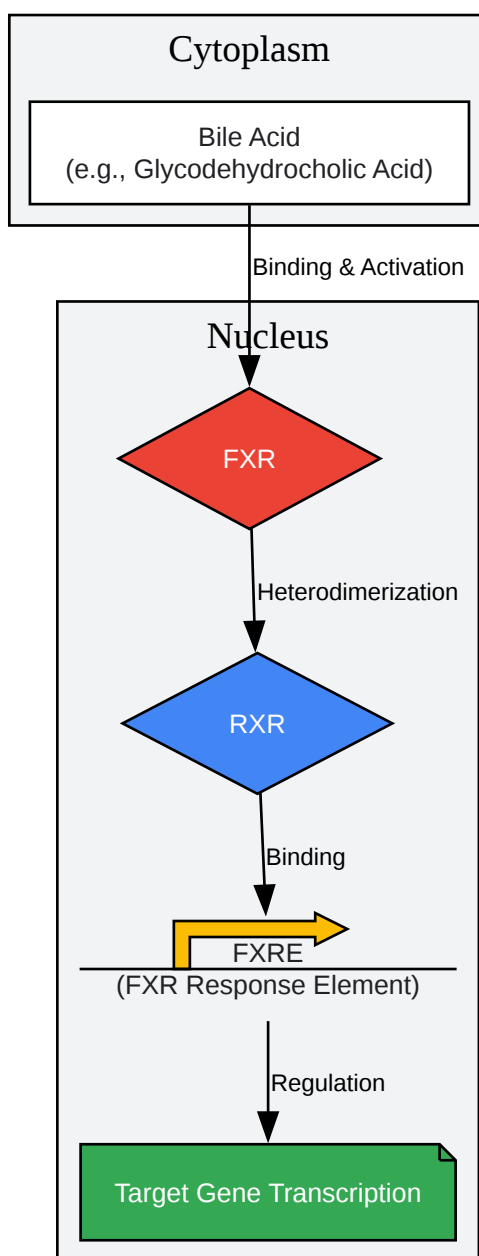 Cytoplasm
Bile Acid
(e.g., Glycodehydrocholic Acid)
Binding & Activation
Nucleus
FXR
Heterodimerization
RXR
Binding
FXRE
(FXR Response Element)
Regulation
Target Gene Transcription